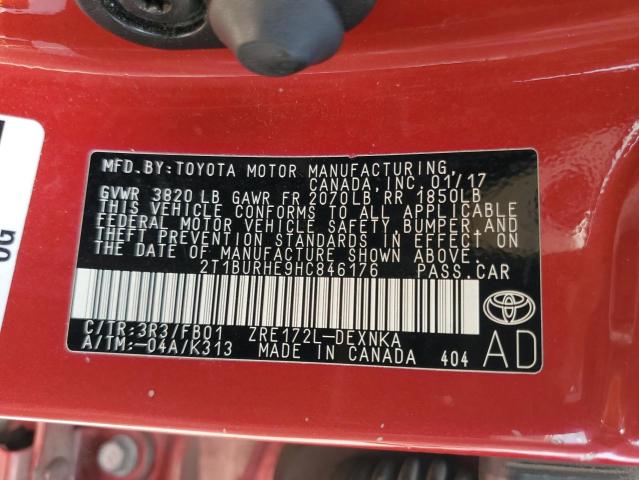 MFD.BY:TOYOTA MOTOR MANUFACTURING,
CANADA,INC. 01/17
GVWR 3820 LB GAWR FR 2070LB RR 1850LB
THIS VEHICLE CONFORMS TO ALL APPLICABLE
FEDERAL MOTOR VEHICLE SAFETY,BUMPER,AND
THEFT PREVENTION STANDARDS IN EFFECT ON
THE DATE OF MANUFACTURE SHOWN ABOVE.
2T1BURHE9HC846176 PASS.CAR
C/TR:3R3/FB01 ZRE172L-DEXNKA
A/TM:-04A/K313 MADE IN CANADA 404
AD